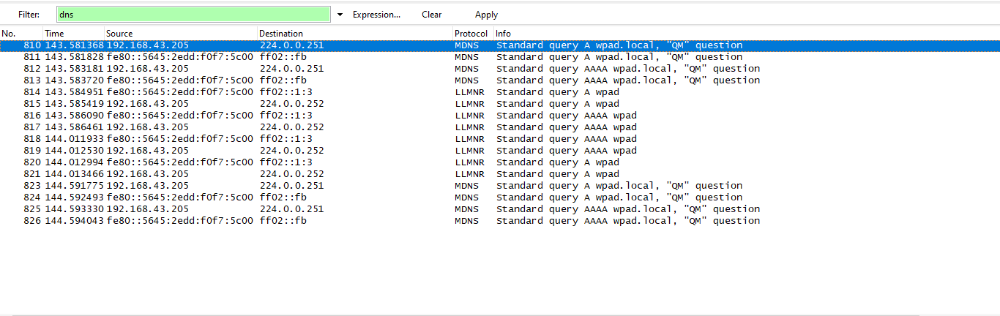 Filter: dns Expression... Clear Apply
No. Time Source Destination Protocol Info
810 143.581368 192.168.43.205 224.0.0.251 MDNS Standard query A wpad.local, "QM" question
811 143.581828 fe80::5645:2edd:f0f7:5c00 ff02::fb MDNS Standard query A wpad.local, "QM" question
812 143.583181 192.168.43.205 224.0.0.251 MDNS Standard query AAAA wpad.local, "QM" question
813 143.583720 fe80::5645:2edd:f0f7:5c00 ff02::fb MDNS Standard query AAAA wpad.local, "QM" question
814 143.584951 fe80::5645:2edd:f0f7:5c00 ff02::1:3 LLMNR Standard query A wpad
815 143.585419 192.168.43.205 224.0.0.252 LLMNR Standard query A wpad
816 143.586090 fe80::5645:2edd:f0f7:5c00 ff02::1:3 LLMNR Standard query AAAA wpad
817 143.586461 192.168.43.205 224.0.0.252 LLMNR Standard query AAAA wpad
818 144.011933 fe80::5645:2edd:f0f7:5c00 ff02::1:3 LLMNR Standard query AAAA wpad
819 144.012530 192.168.43.205 224.0.0.252 LLMNR Standard query AAAA wpad
820 144.012994 fe80::5645:2edd:f0f7:5c00 ff02::1:3 LLMNR Standard query A wpad
821 144.013466 192.168.43.205 224.0.0.252 LLMNR Standard query A wpad
823 144.591775 192.168.43.205 224.0.0.251 MDNS Standard query A wpad.local, "QM" question
824 144.592493 fe80::5645:2edd:f0f7:5c00 ff02::fb MDNS Standard query A wpad.local, "QM" question
825 144.593330 192.168.43.205 224.0.0.251 MDNS Standard query AAAA wpad.local, "QM" question
826 144.594043 fe80::5645:2edd:f0f7:5c00 ff02::fb MDNS Standard query AAAA wpad.local, "QM" question